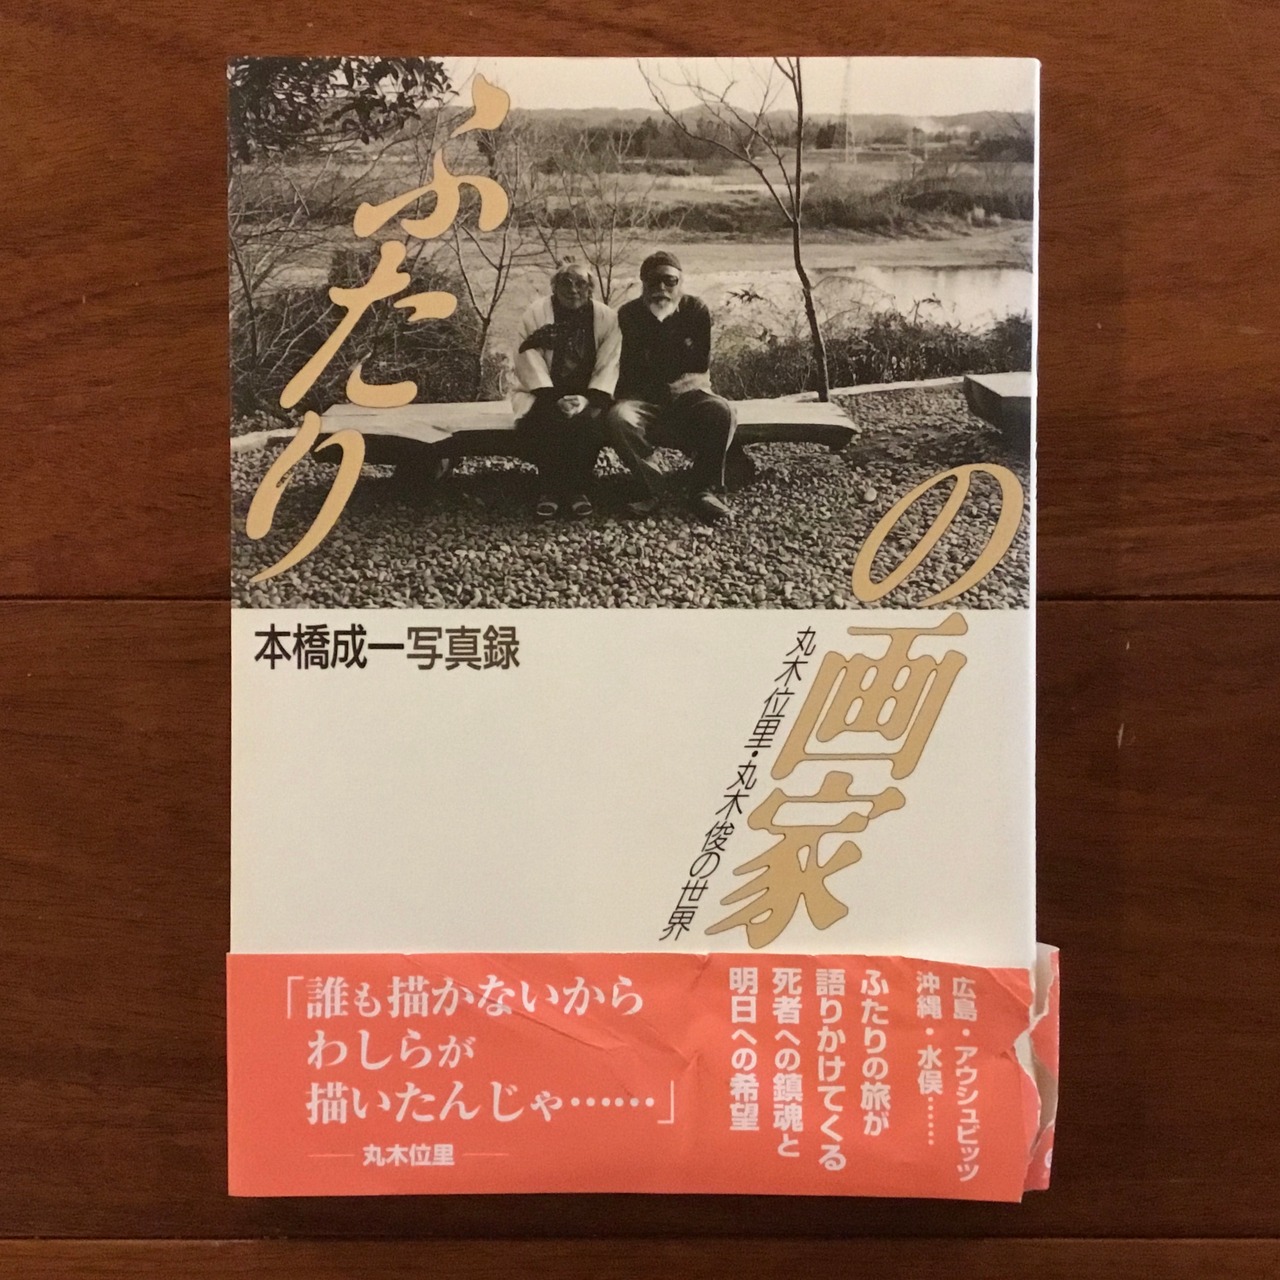 ふたり
の画家
丸木位里・丸木俊の世界
本橋成一写真録
広島・アウシュビッツ
沖縄・水俣……
ふたりの旅が
語りかけてくる
死者への鎮魂と
明日への希望
「誰も描かないから
わしらが
描いたんじゃ……」
丸木位里